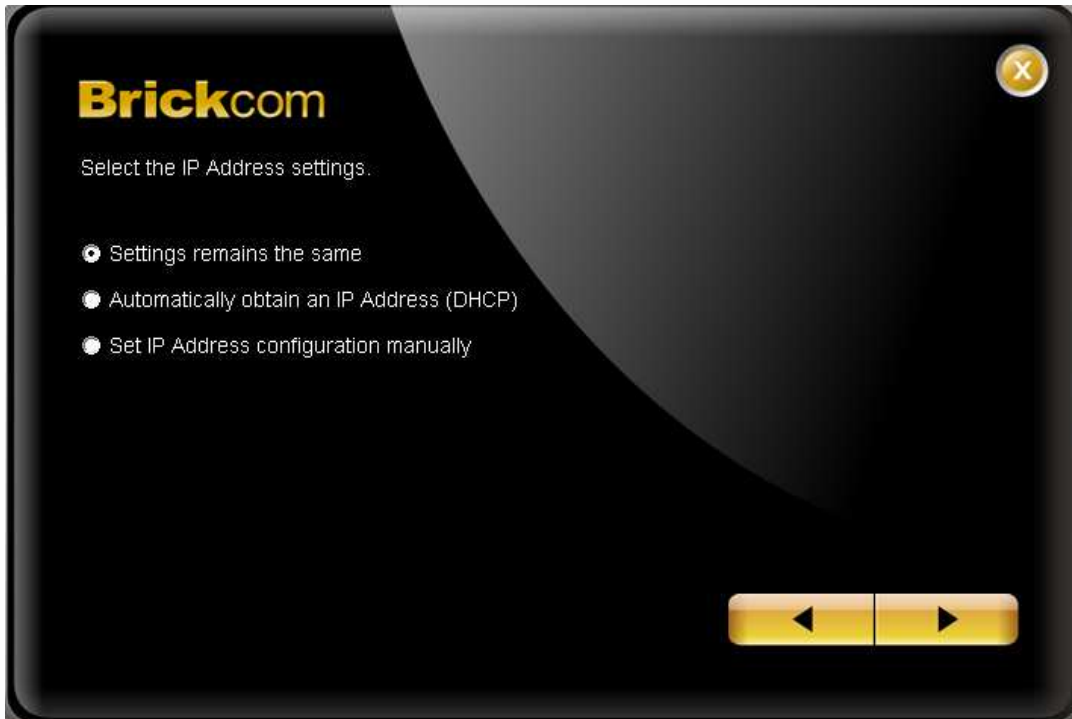 Brickcom
X
Select the IP Address settings.
Settings remains the same
Automatically obtain an IP Address (DHCP)
Set IP Address configuration manually